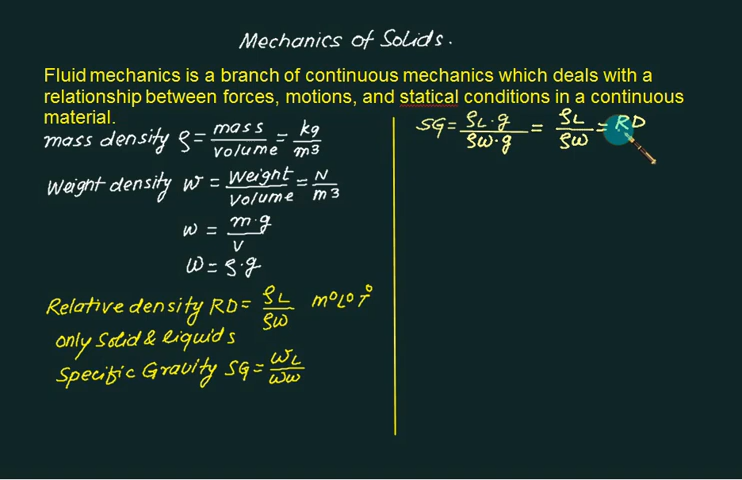 Mechanics of Solids.
Fluid mechanics is a branch of continuous mechanics which deals with a
relationship between forces, motions, and statical conditions in a continuous
material.
mass density ρ = mass/volume = kg/m³
Weight density w = Weight/Volume = N/m³
w = m·g/V
w = ρ·g
Relative density RD = ρL/ρw M⁰L⁰T⁰
only Solid & liquids
Specific Gravity SG = wL/ww
SG = ρL·g/ρw·g = ρL/ρw = RD